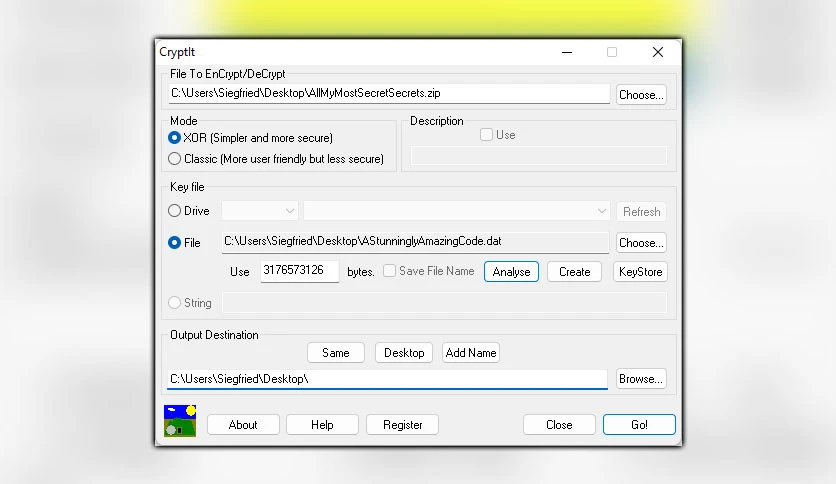 CryptIt
File To EnCrypt/DeCrypt
C:\Users\Siegfried\Desktop\AllMyMostSecretSecrets.zip Choose...
Mode
XOR (Simpler and more secure)
Classic (More user friendly but less secure)
Description
Use
Key file
Drive Refresh
File C:\Users\Siegfried\Desktop\AStunninglyAmazingCode.dat Choose...
Use 3176573126 bytes. Save File Name Analyse Create KeyStore
String
Output Destination
Same Desktop Add Name
C:\Users\Siegfried\Desktop\ Browse...
About Help Register Close Go!